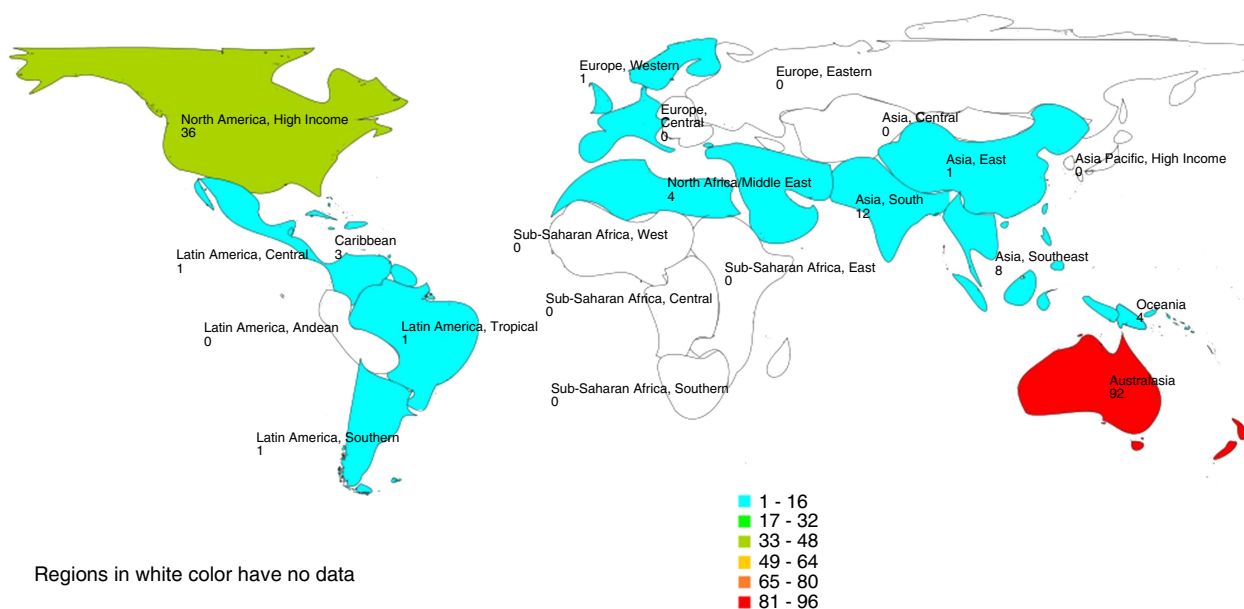 Europe, Western
1
Europe, Eastern
0
North America, High Income
36
Europe,
Central
0
Asia, Central
0
Asia, East
1
Asia Pacific, High Income
0
North Africa/Middle East
4
Asia, South
12
Caribbean
3
Sub-Saharan Africa, West
0
Latin America, Central
1
Sub-Saharan Africa, East
0
Asia, Southeast
8
Sub-Saharan Africa, Central
0
Oceania
4
Latin America, Andean
0
Latin America, Tropical
1
Australasia
92
Sub-Saharan Africa, Southern
0
Latin America, Southern
1
1 - 16
17 - 32
33 - 48
49 - 64
65 - 80
81 - 96
Regions in white color have no data